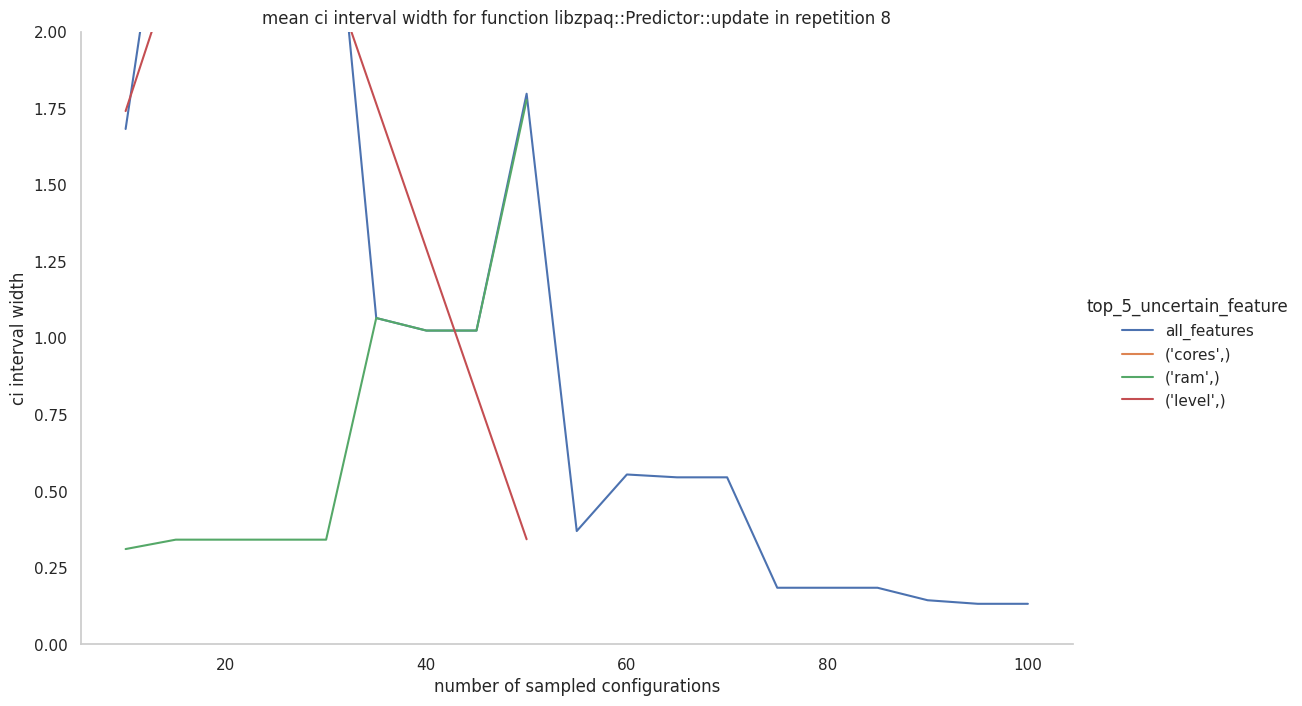 mean ci interval width for function libzpaq::Predictor::update in repetition 8
2.00
1.75
1.50
1.25
1.00
0.75
0.50
0.25
0.00
ci interval width
20
40
60
80
100
number of sampled configurations
top_5_uncertain_feature
all_features
('cores',)
('ram',)
('level',)